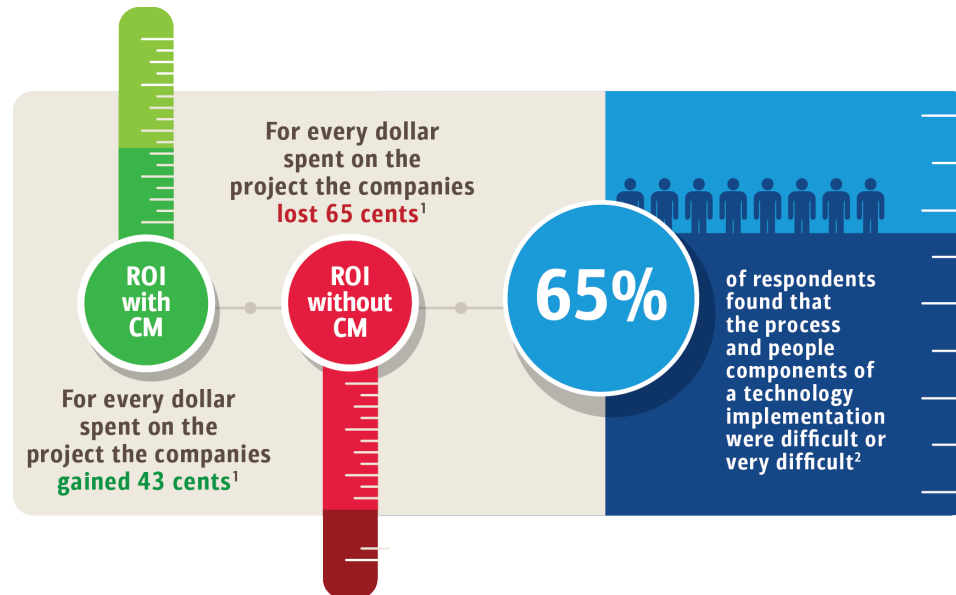 ROI
with
CM
For every dollar
spent on the
project the companies
gained 43 cents¹
For every dollar
spent on the
project the companies
lost 65 cents¹
ROI
without
CM
65%
of respondents
found that
the process
and people
components of
a technology
implementation
were difficult or
very difficult²